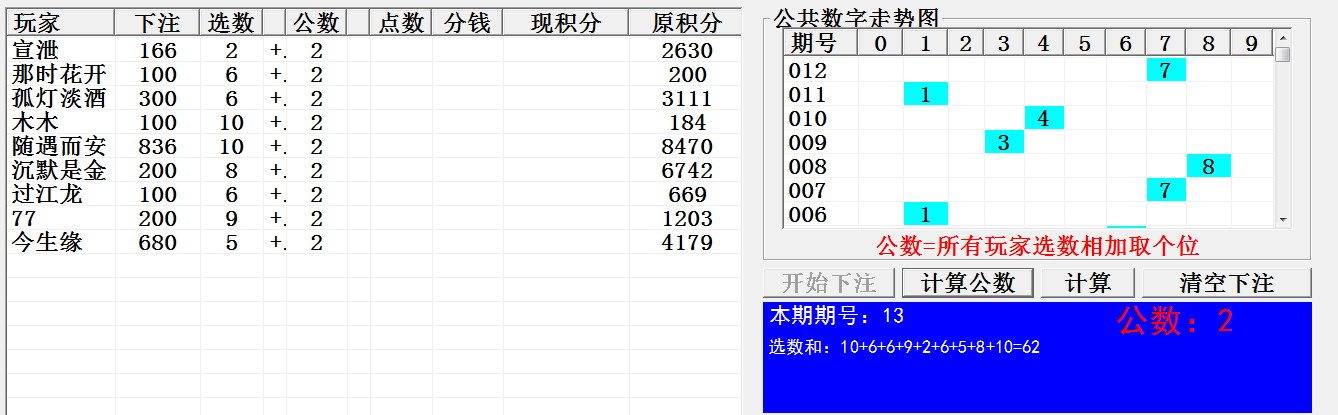 玩家 下注 选数 公数 点数 分钱 现积分 原积分
宣泄 166 2 +. 2 2630
那时花开 100 6 +. 2 200
孤灯淡酒 300 6 +. 2 3111
木木 100 10 +. 2 184
随遇而安 836 10 +. 2 8470
沉默是金 200 8 +. 2 6742
过江龙 100 6 +. 2 669
77 200 9 +. 2 1203
今生缘 680 5 +. 2 4179
公共数字走势图
期号 0 1 2 3 4 5 6 7 8 9
012 7
011 1
010 4
009 3
008 8
007 7
006 1
公数=所有玩家选数相加取个位
开始下注 计算公数 计算 清空下注
本期期号：13 公数：2
选数和：10+6+6+9+2+6+5+8+10=62